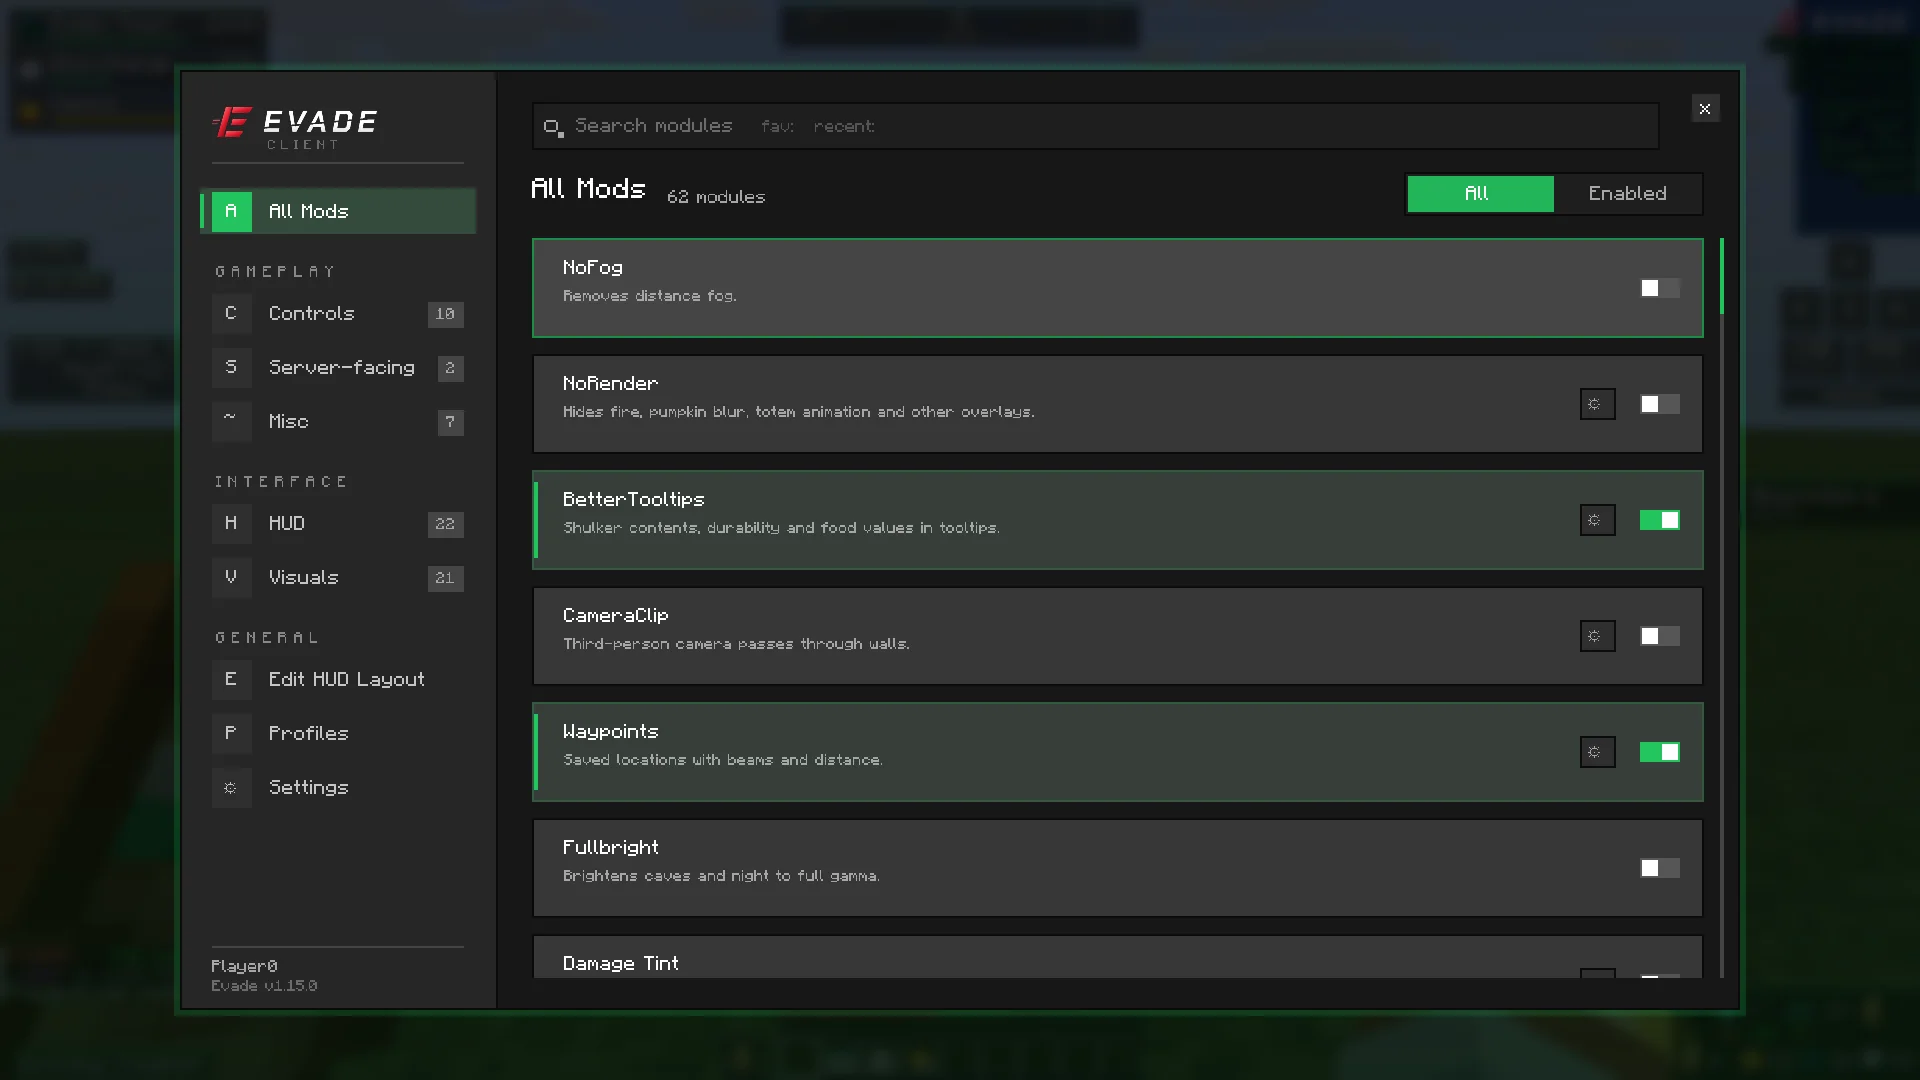 EVADE
CLIENT
A All Mods
GAMEPLAY
C Controls 10
S Server-facing 2
~ Misc 7
INTERFACE
H HUD 22
V Visuals 21
GENERAL
E Edit HUD Layout
P Profiles
Settings
Player0
Evade v1.15.0
Search modules fav: recent:
x
All Mods 62 modules
All Enabled
NoFog
Removes distance fog.
NoRender
Hides fire, pumpkin blur, totem animation and other overlays.
BetterTooltips
Shulker contents, durability and food values in tooltips.
CameraClip
Third-person camera passes through walls.
Waypoints
Saved locations with beams and distance.
Fullbright
Brightens caves and night to full gamma.
Damage Tint